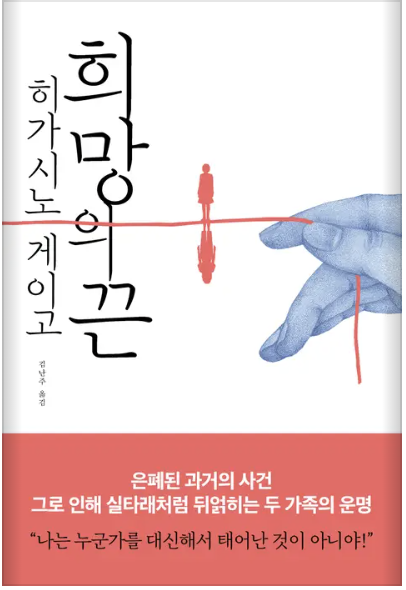 희망의 끈
히가시노 게이고
김난주 옮김
은폐된 과거의 사건
그로 인해 실타래처럼 뒤얽히는 두 가족의 운명
“나는 누군가를 대신해서 태어난 것이 아니야!”